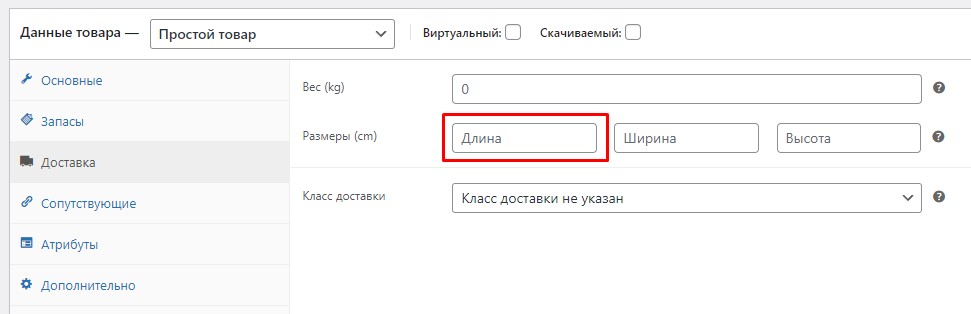 Данные товара — Простой товар Виртуальный: Скачиваемый:
Основные
Запасы
Доставка
Сопутствующие
Атрибуты
Дополнительно
Вес (kg) 0
Размеры (cm) Длина Ширина Высота
Класс доставки Класс доставки не указан